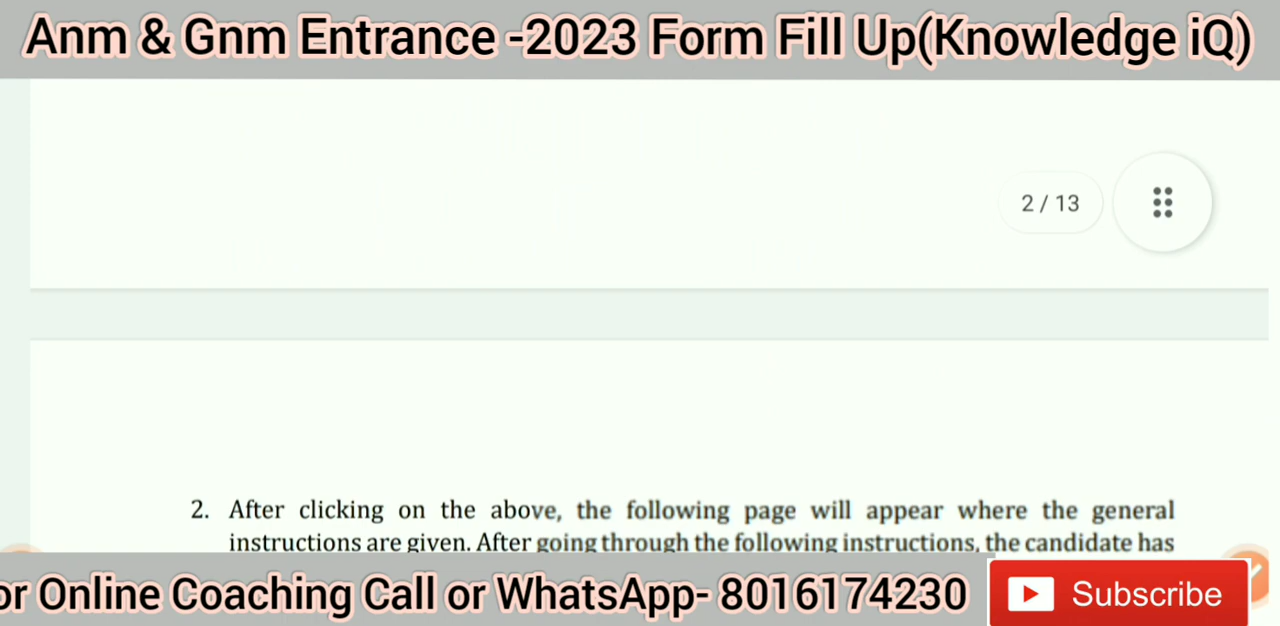 Anm & Gnm Entrance -2023 Form Fill Up(Knowledge iQ)
2 / 13
2. After clicking on the above, the following page will appear where the general
instructions are given. After going through the following instructions, the candidate has
or Online Coaching Call or WhatsApp- 8016174230
Subscribe